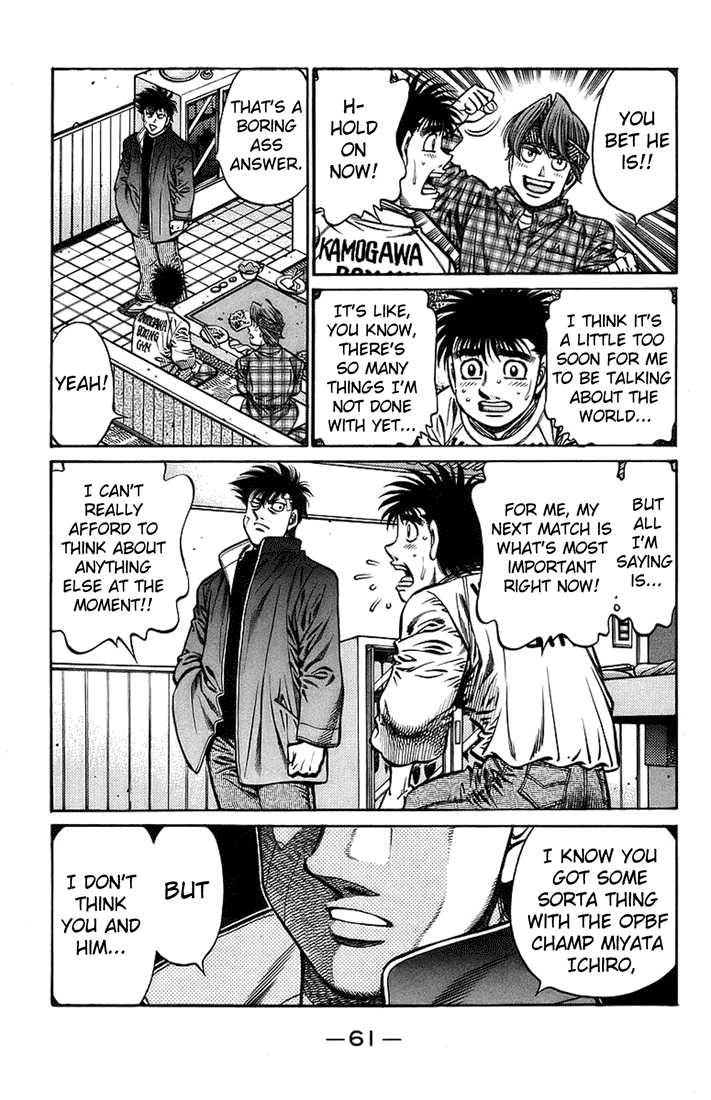 YOU
BET HE
IS!!
H-
HOLD
ON
NOW!
KAMOGAWA
THAT'S A
BORING
ASS
ANSWER.
KAMOGAWA
BOXING
GYM
YEAH!
I THINK IT'S
A LITTLE TOO
SOON FOR ME
TO BE TALKING
ABOUT THE
WORLD...
IT'S LIKE,
YOU KNOW,
THERE'S
SO MANY
THINGS I'M
NOT DONE
WITH YET...
BUT
ALL
I'M
SAYING
IS...
FOR ME, MY
NEXT MATCH IS
WHAT'S MOST
IMPORTANT
RIGHT NOW!
I CAN'T
REALLY
AFFORD TO
THINK ABOUT
ANYTHING
ELSE AT THE
MOMENT!!
I KNOW YOU
GOT SOME
SORTA THING
WITH THE OPBF
CHAMP MIYATA
ICHIRO,
BUT
I DON'T
THINK
YOU AND
HIM...
—61—